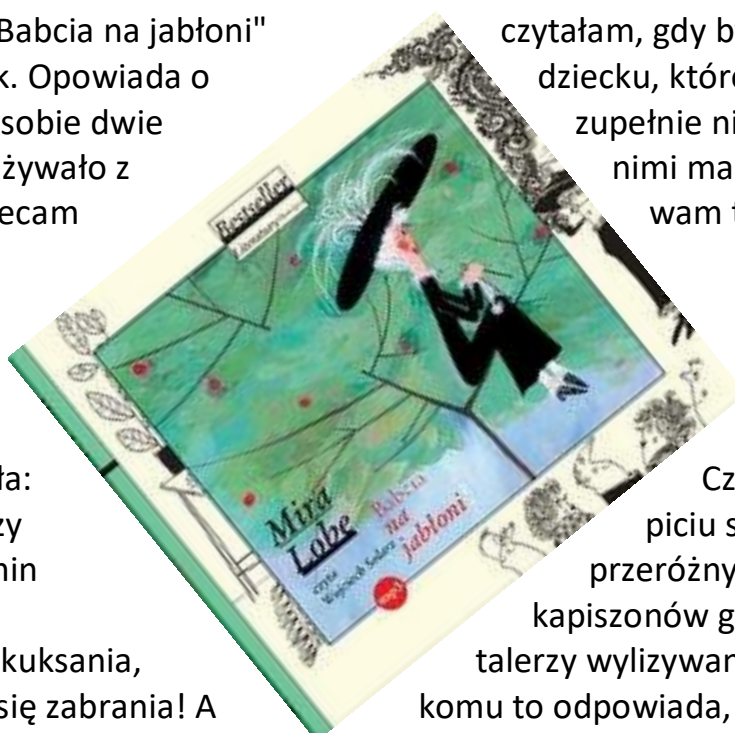 Babcia na jabłoni" czytałam, gdy b
k. Opowiada o dziecku, któr
sobie dwie zupełnie ni
żywało z nimi ma
ecam wam t
Bestseller
Mira
Lobe
Babcia
na
jabłoni
czyta
Wojciech Solarz
mp3
ła: Cz
zy piciu s
nin przeróżny
kapiszonów g
kuksania, talerzy wylizywan
się zabrania! A komu to odpowiada,